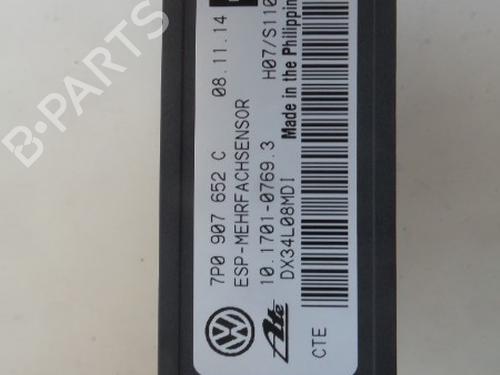 7P0 907 652 C 08.11.14
ESP-MEHRFACHSENSOR
10.1701-0769.3 H07/S110
DX34L08MDI Made in the Philippin
CTE
Ate
B-PARTS